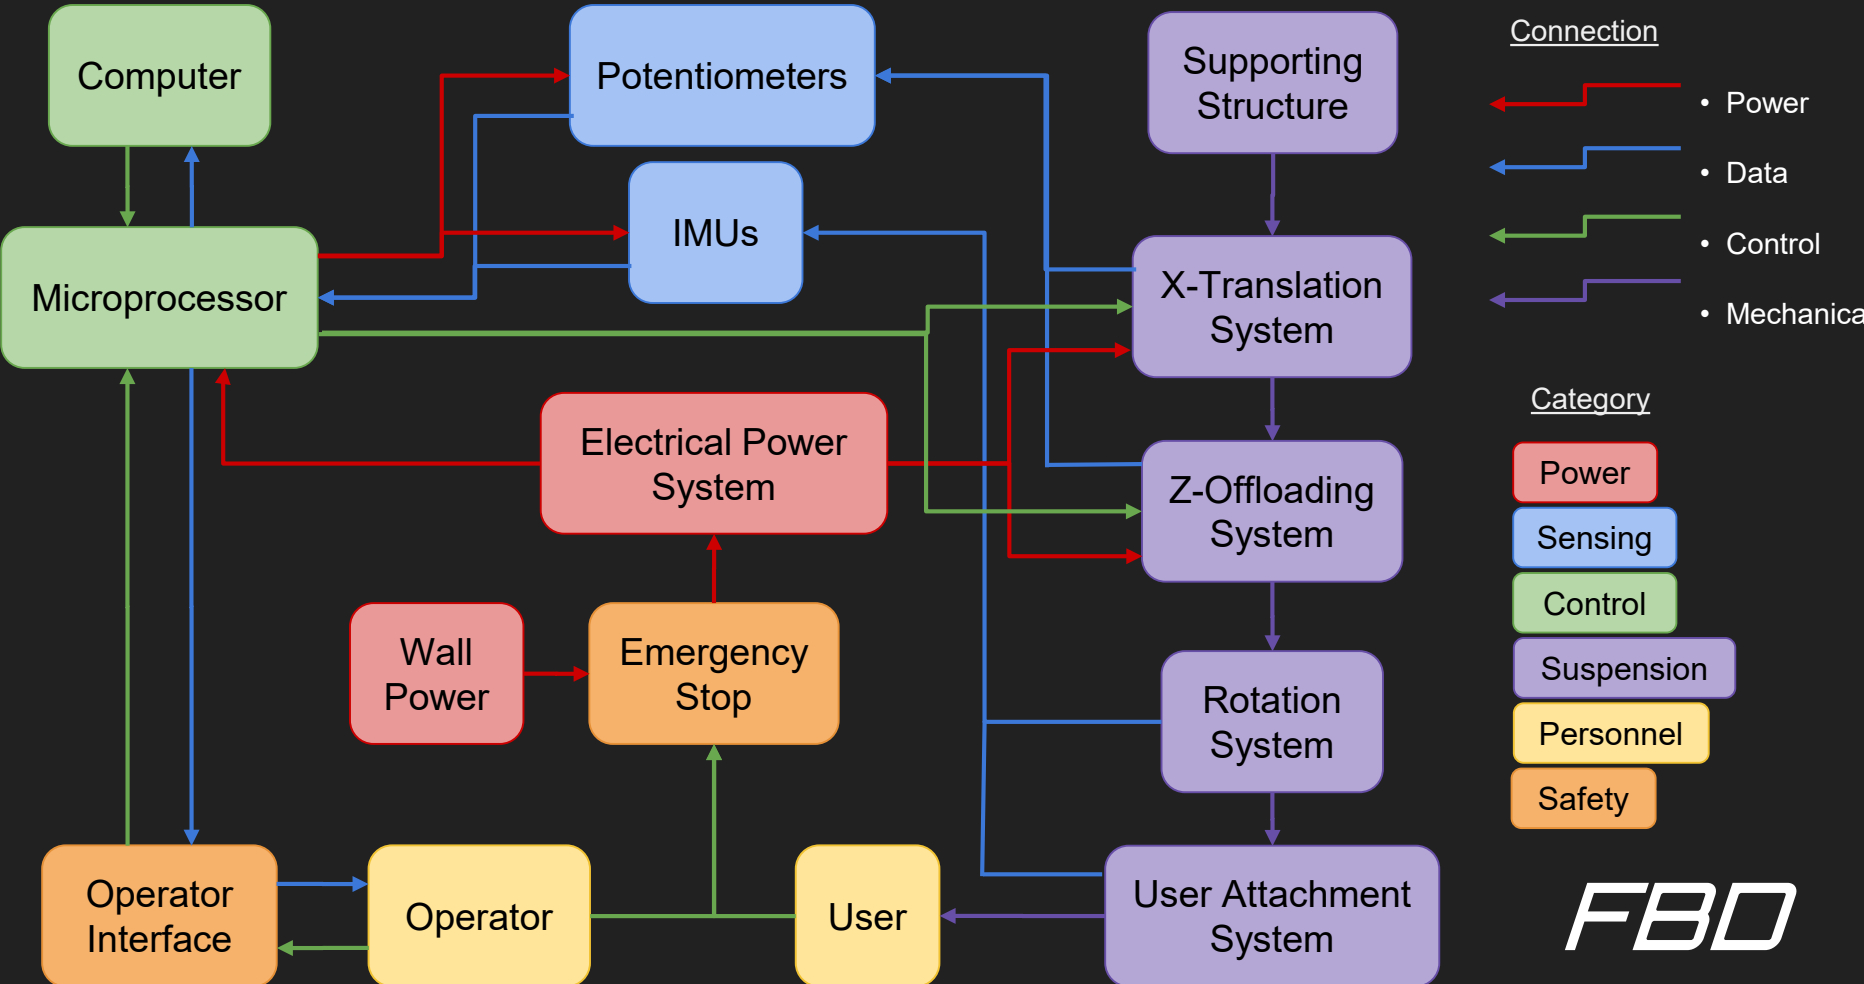 Computer
Potentiometers
Supporting
Structure
Connection
• Power
• Data
• Control
• Mechanica
IMUs
Microprocessor
X-Translation
System
Electrical Power
System
Z-Offloading
System
Category
Power
Sensing
Control
Suspension
Personnel
Safety
Wall
Power
Emergency
Stop
Rotation
System
Operator
Interface
Operator
User
User Attachment
System
FBD